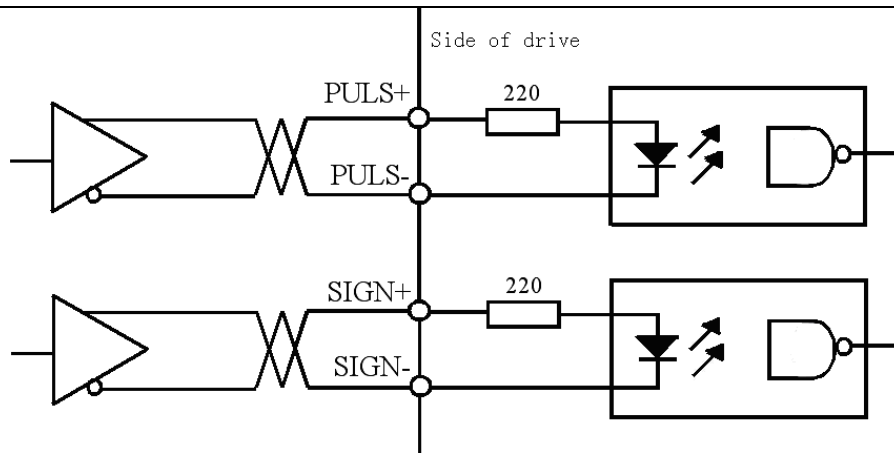 Side of drive
PULS+
220
PULS-
SIGN+
220
SIGN-